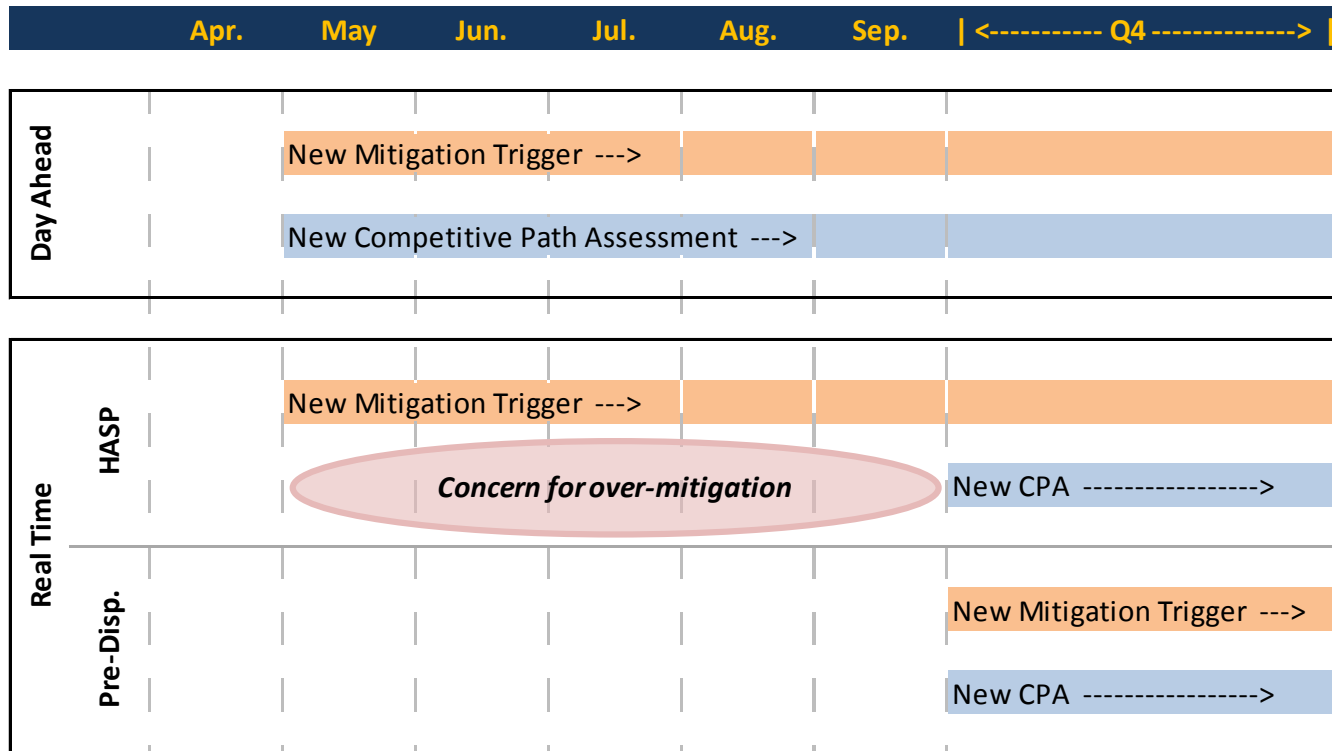 Apr. May Jun. Jul. Aug. Sep. | <----------- Q4 --------------> |
Day Ahead
New Mitigation Trigger --->
New Competitive Path Assessment --->
Real Time
HASP
New Mitigation Trigger --->
Concern for over-mitigation
New CPA ----------------->
Pre-Disp.
New Mitigation Trigger --->
New CPA ----------------->